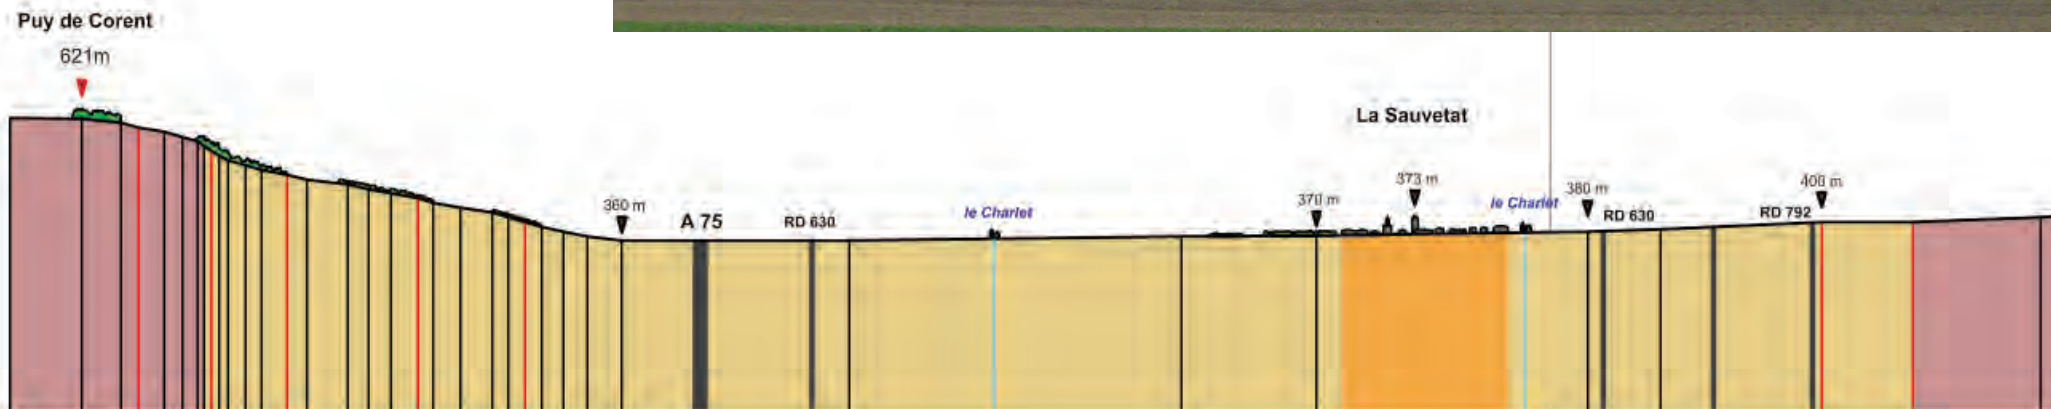 Puy de Corent
621m
La Sauvetat
360 m
A 75
RD 630
le Charlet
370 m
373 m
le Charlet
380 m
RD 630
RD 792
400 m